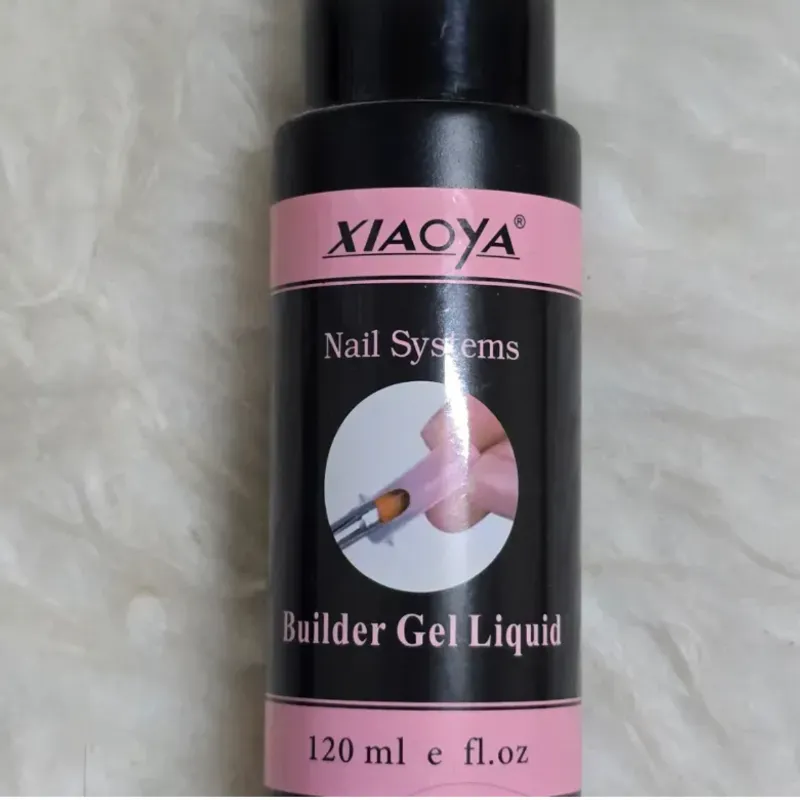 XIAOYA®
Nail Systems
Builder Gel Liquid
120 ml e fl.oz